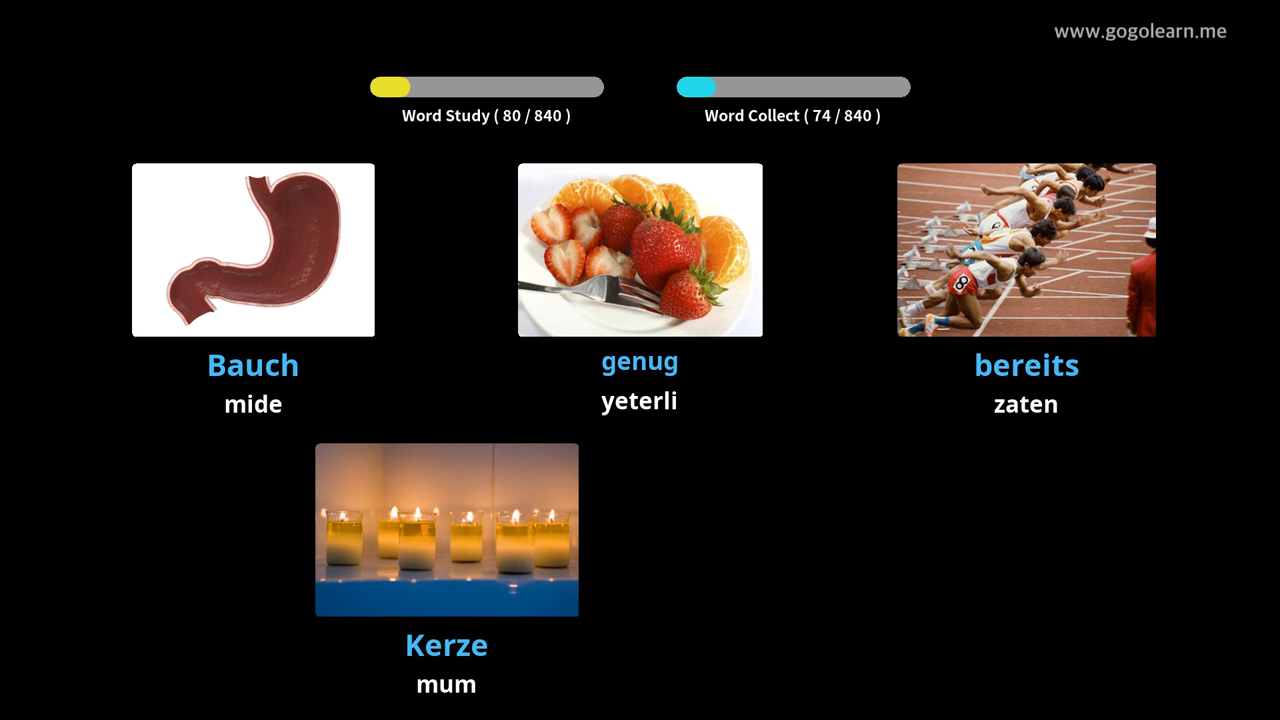 www.gogolearn.me
Word Study ( 80 / 840 )
Word Collect ( 74 / 840 )
Bauch
mide
genug
yeterli
bereits
zaten
Kerze
mum